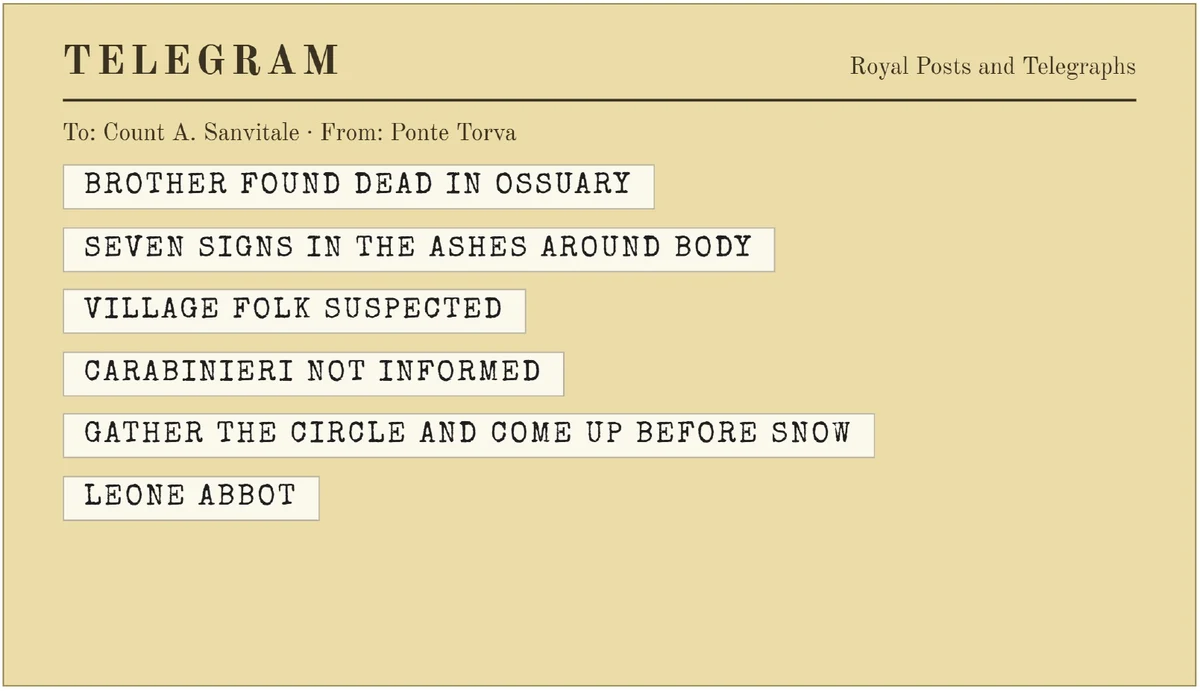 TELEGRAM
Royal Posts and Telegraphs
To: Count A. Sanvitale · From: Ponte Torva
BROTHER FOUND DEAD IN OSSUARY
SEVEN SIGNS IN THE ASHES AROUND BODY
VILLAGE FOLK SUSPECTED
CARABINIERI NOT INFORMED
GATHER THE CIRCLE AND COME UP BEFORE SNOW
LEONE ABBOT